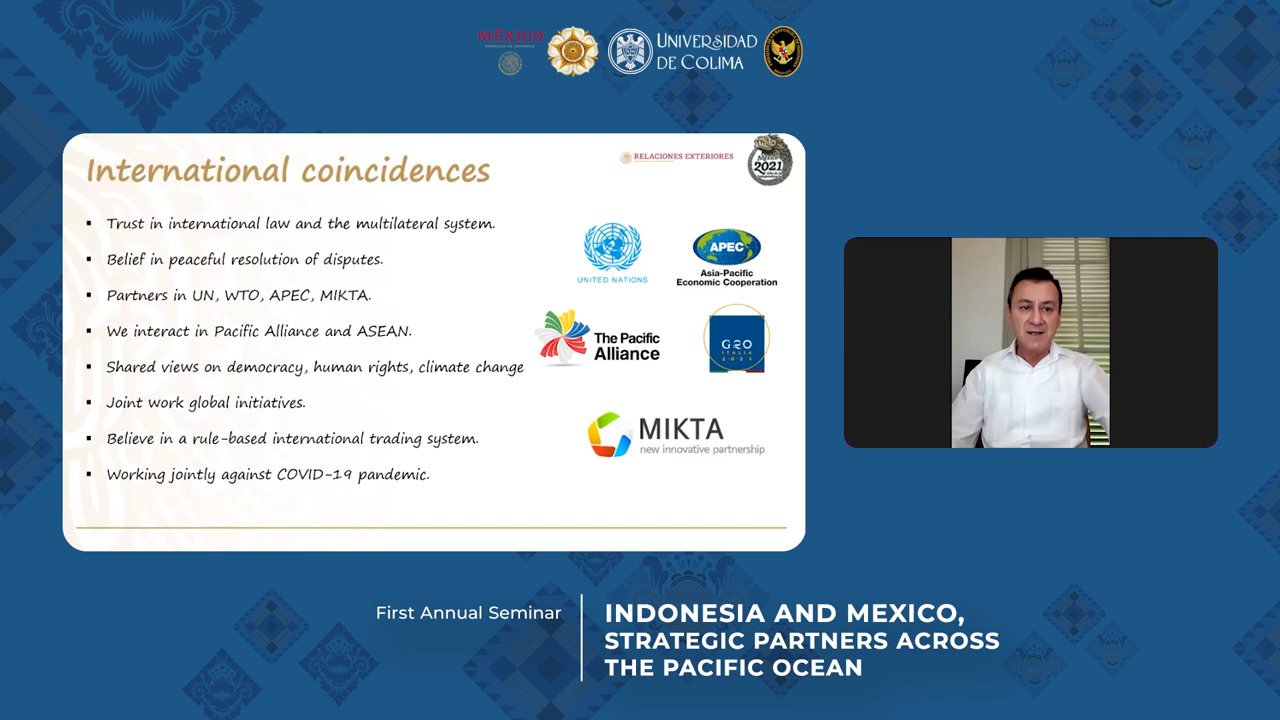 MÉXICO
UNIVERSIDAD
DE COLIMA
International coincidences
RELACIONES EXTERIORES
México
2021
▪ Trust in international law and the multilateral system.
▪ Belief in peaceful resolution of disputes.
▪ Partners in UN, WTO, APEC, MIKTA.
▪ We interact in Pacific Alliance and ASEAN.
▪ Shared views on democracy, human rights, climate change
▪ Joint work global initiatives.
▪ Believe in a rule-based international trading system.
▪ Working jointly against COVID-19 pandemic.
UNITED NATIONS
APEC
Asia-Pacific
Economic Cooperation
The Pacific
Alliance
G20
ITALIA
2021
MIKTA
new innovative partnership
First Annual Seminar
INDONESIA AND MEXICO,
STRATEGIC PARTNERS ACROSS
THE PACIFIC OCEAN